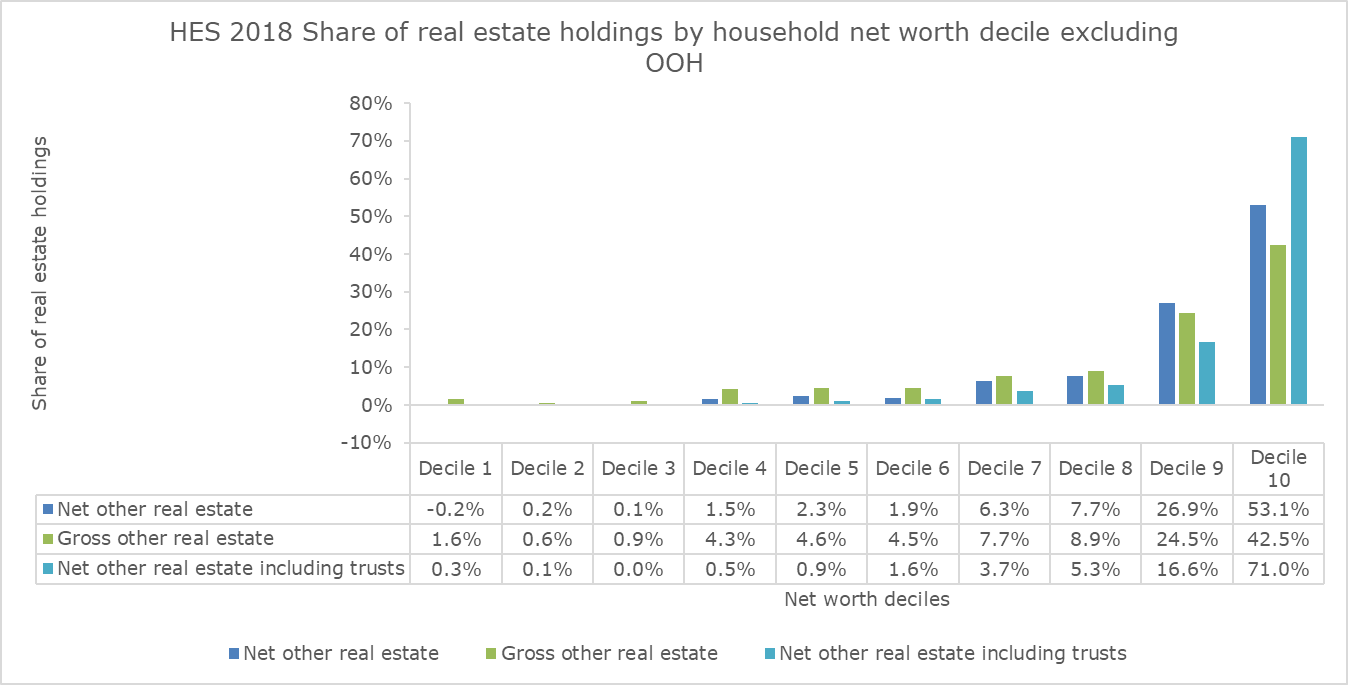 HES 2018 Share of real estate holdings by household net worth decile excluding
OOH
Share of real estate holdings
80%
70%
60%
50%
40%
30%
20%
10%
0%
-10%
Decile 1 Decile 2 Decile 3 Decile 4 Decile 5 Decile 6 Decile 7 Decile 8 Decile 9 Decile
10
Net other real estate -0.2% 0.2% 0.1% 1.5% 2.3% 1.9% 6.3% 7.7% 26.9% 53.1%
Gross other real estate 1.6% 0.6% 0.9% 4.3% 4.6% 4.5% 7.7% 8.9% 24.5% 42.5%
Net other real estate including trusts 0.3% 0.1% 0.0% 0.5% 0.9% 1.6% 3.7% 5.3% 16.6% 71.0%
Net worth deciles
Net other real estate Gross other real estate Net other real estate including trusts